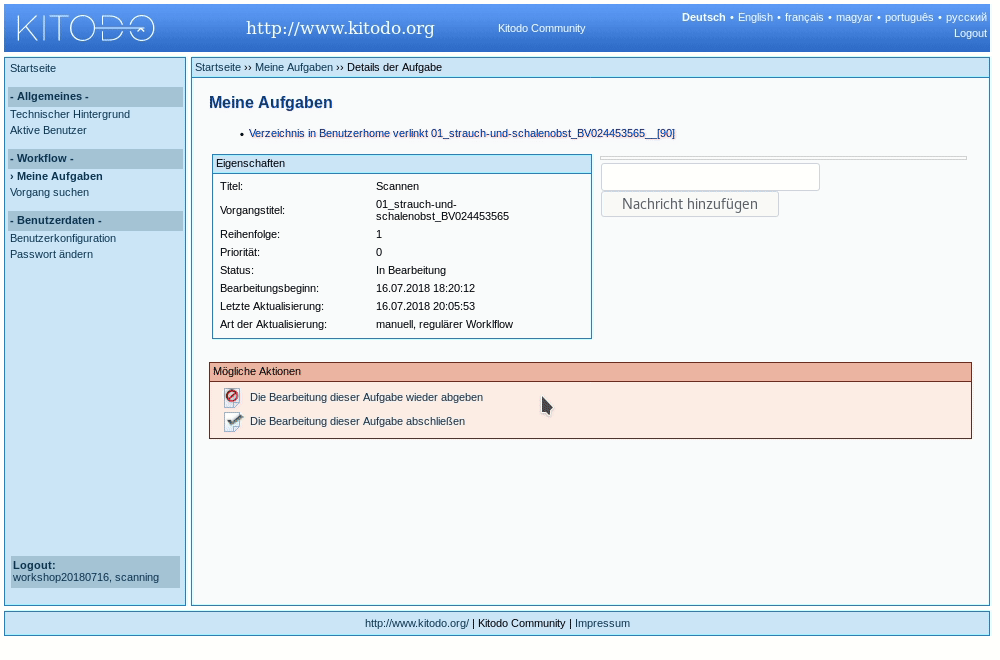 KITODO
http://www.kitodo.org
Kitodo Community
Deutsch • English • français • magyar • português • русский
Logout
Startseite
- Allgemeines -
Technischer Hintergrund
Aktive Benutzer
- Workflow -
› Meine Aufgaben
Vorgang suchen
- Benutzerdaten -
Benutzerkonfiguration
Passwort ändern
Logout:
workshop20180716, scanning
Startseite ›› Meine Aufgaben ›› Details der Aufgabe
Meine Aufgaben
• Verzeichnis in Benutzerhome verlinkt 01_strauch-und-schalenobst_BV024453565__[90]
Eigenschaften
Titel: Scannen
Vorgangstitel: 01_strauch-und-
schalenobst_BV024453565
Reihenfolge: 1
Priorität: 0
Status: In Bearbeitung
Bearbeitungsbeginn: 16.07.2018 18:20:12
Letzte Aktualisierung: 16.07.2018 20:05:53
Art der Aktualisierung: manuell, regulärer Worklflow
Nachricht hinzufügen
Mögliche Aktionen
Die Bearbeitung dieser Aufgabe wieder abgeben
Die Bearbeitung dieser Aufgabe abschließen
http://www.kitodo.org/ | Kitodo Community | Impressum